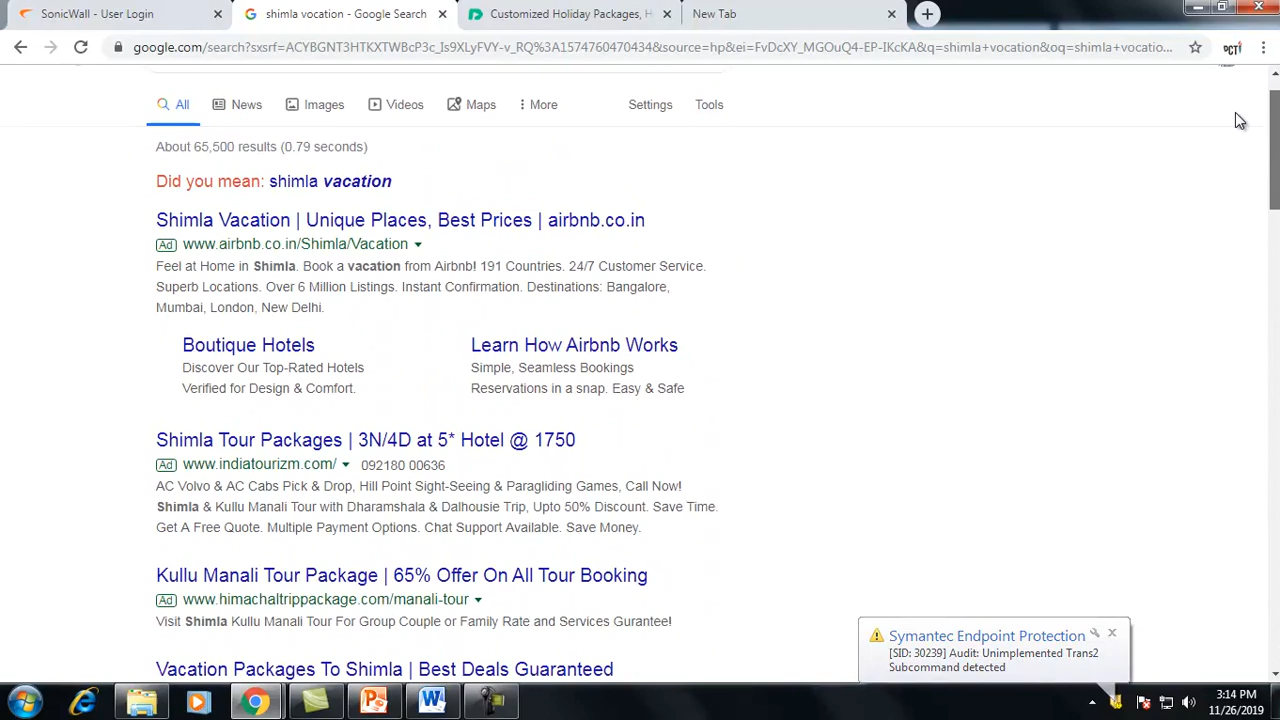 SonicWall - User Login
shimla vocation - Google Search
Customized Holiday Packages, H
New Tab
google.com/search?sxsrf=ACYBGNT3HTKXTWBcP3c_Is9XLyFVY-v_RQ%3A1574760470434&source=hp&ei=FvDcXY_MGOuQ4-EP-IKcKA&q=shimla+vocation&oq=shimla+vocatio...
All
News
Images
Videos
Maps
More
Settings
Tools
About 65,500 results (0.79 seconds)
Did you mean: shimla vacation
Shimla Vacation | Unique Places, Best Prices | airbnb.co.in
Ad www.airbnb.co.in/Shimla/Vacation
Feel at Home in Shimla. Book a vacation from Airbnb! 191 Countries. 24/7 Customer Service.
Superb Locations. Over 6 Million Listings. Instant Confirmation. Destinations: Bangalore,
Mumbai, London, New Delhi.
Boutique Hotels
Discover Our Top-Rated Hotels
Verified for Design & Comfort.
Learn How Airbnb Works
Simple, Seamless Bookings
Reservations in a snap. Easy & Safe
Shimla Tour Packages | 3N/4D at 5* Hotel @ 1750
Ad www.indiatourizm.com/ 092180 00636
AC Volvo & AC Cabs Pick & Drop, Hill Point Sight-Seeing & Paragliding Games, Call Now!
Shimla & Kullu Manali Tour with Dharamshala & Dalhousie Trip, Upto 50% Discount. Save Time.
Get A Free Quote. Multiple Payment Options. Chat Support Available. Save Money.
Kullu Manali Tour Package | 65% Offer On All Tour Booking
Ad www.himachaltrippackage.com/manali-tour
Visit Shimla Kullu Manali Tour For Group Couple or Family Rate and Services Gurantee!
Vacation Packages To Shimla | Best Deals Guaranteed
Symantec Endpoint Protection
[SID: 30239] Audit: Unimplemented Trans2
Subcommand detected
3:14 PM
11/26/2019